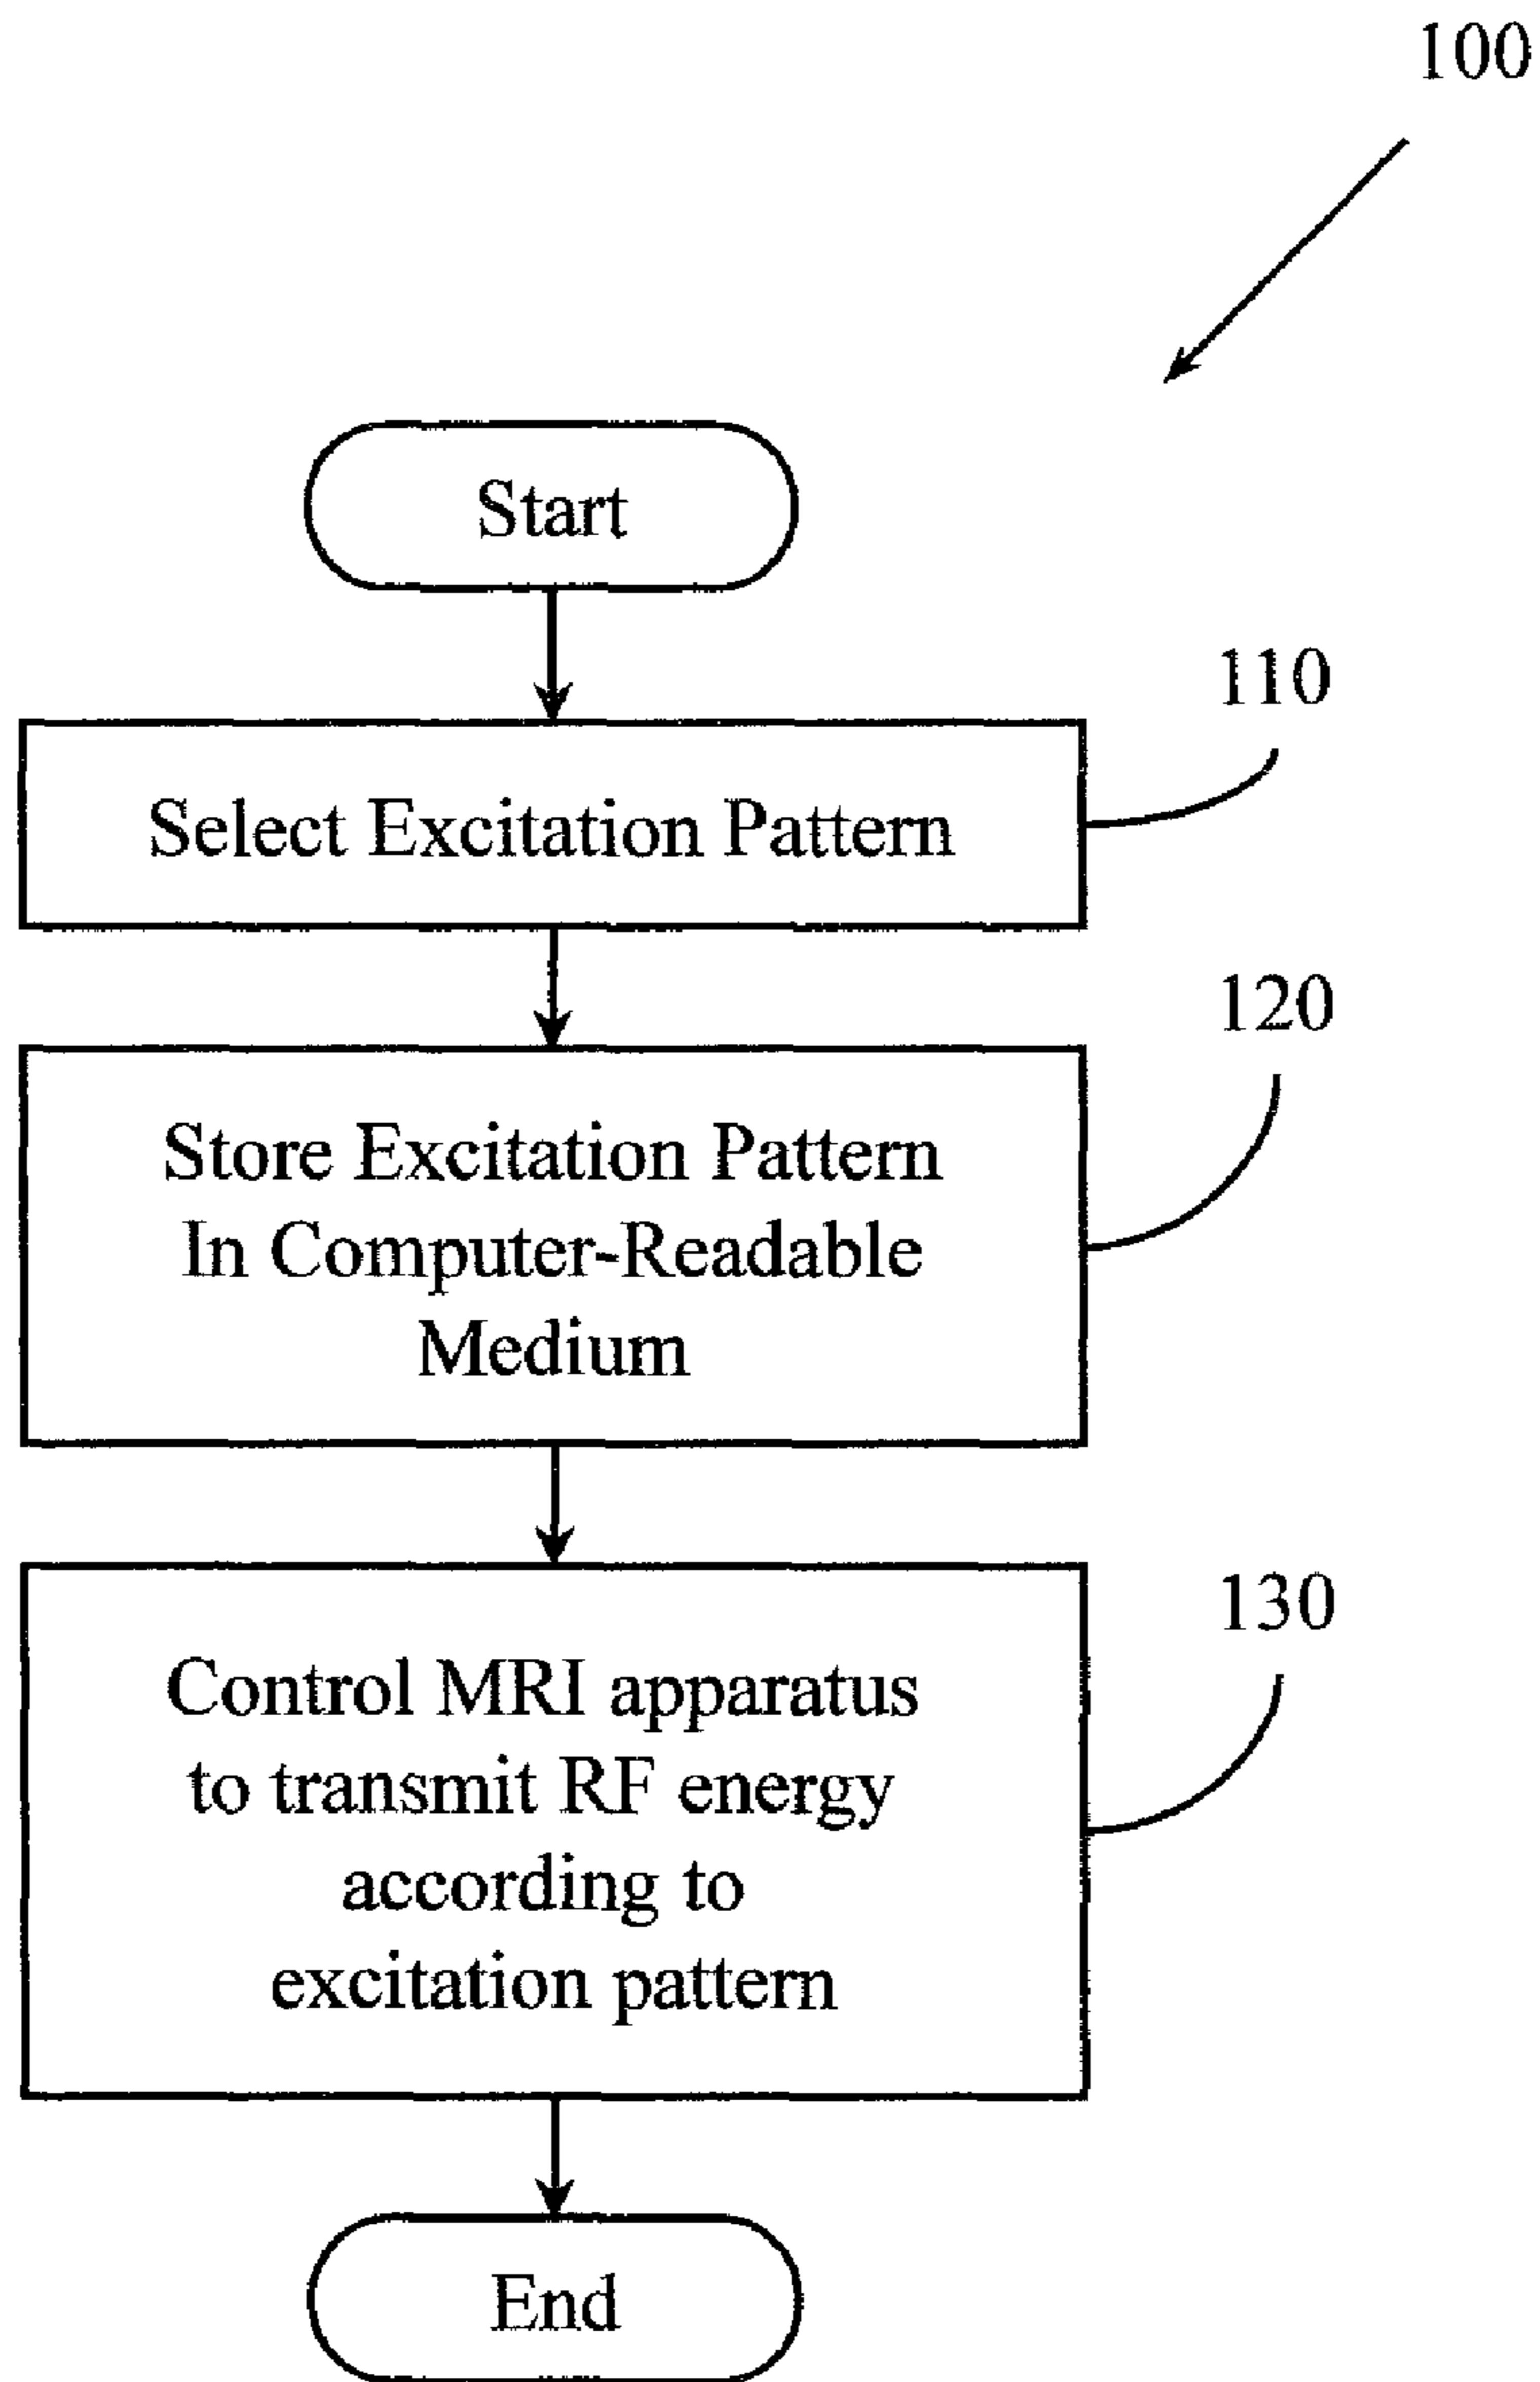 100
Start
110
Select Excitation Pattern
120
Store Excitation Pattern
In Computer-Readable
Medium
130
Control MRI apparatus
to transmit RF energy
according to
excitation pattern
End